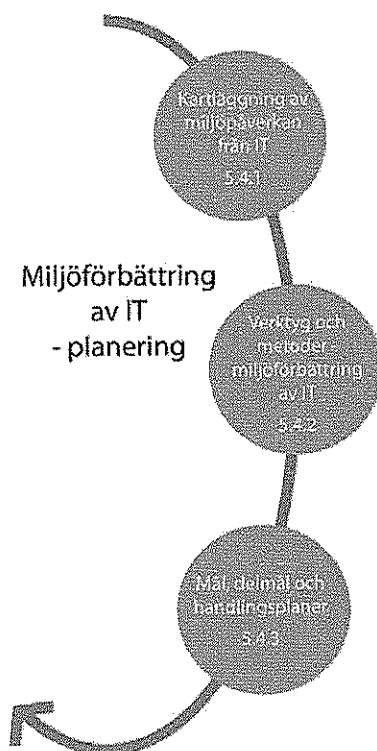 Kartläggning av
miljöpåverkan
från IT
5.4.1
Miljöförbättring
av IT
- planering
Verktyg och
metoder -
miljöförbättring
av IT
5.4.2
Mål, delmål och
handlingsplaner
5.4.3